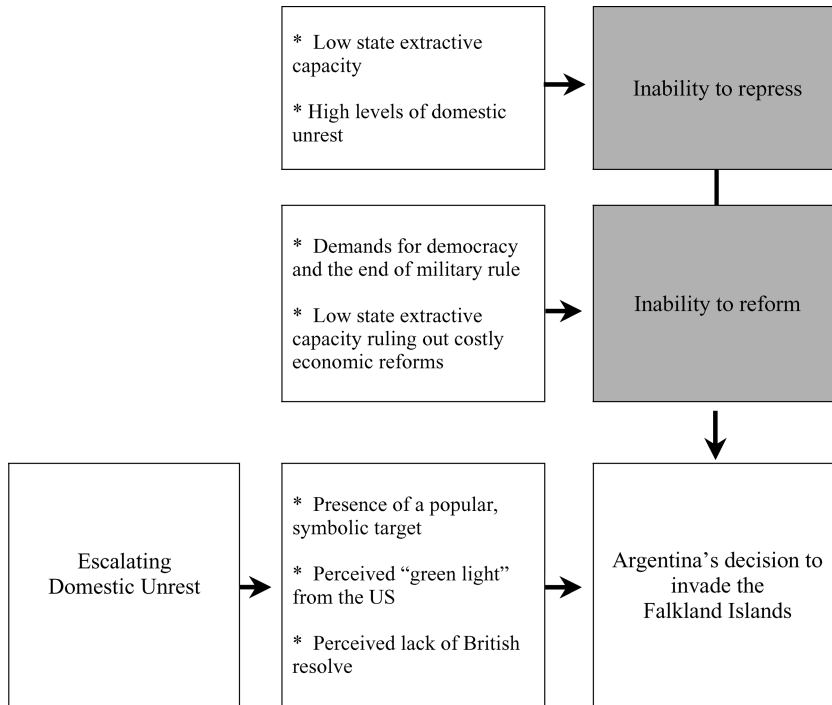 * Low state extractive
capacity
* High levels of domestic
unrest
Inability to repress
* Demands for democracy
and the end of military rule
* Low state extractive
capacity ruling out costly
economic reforms
Inability to reform
Escalating
Domestic Unrest
* Presence of a popular,
symbolic target
* Perceived “green light”
from the US
* Perceived lack of British
resolve
Argentina’s decision to
invade the
Falkland Islands